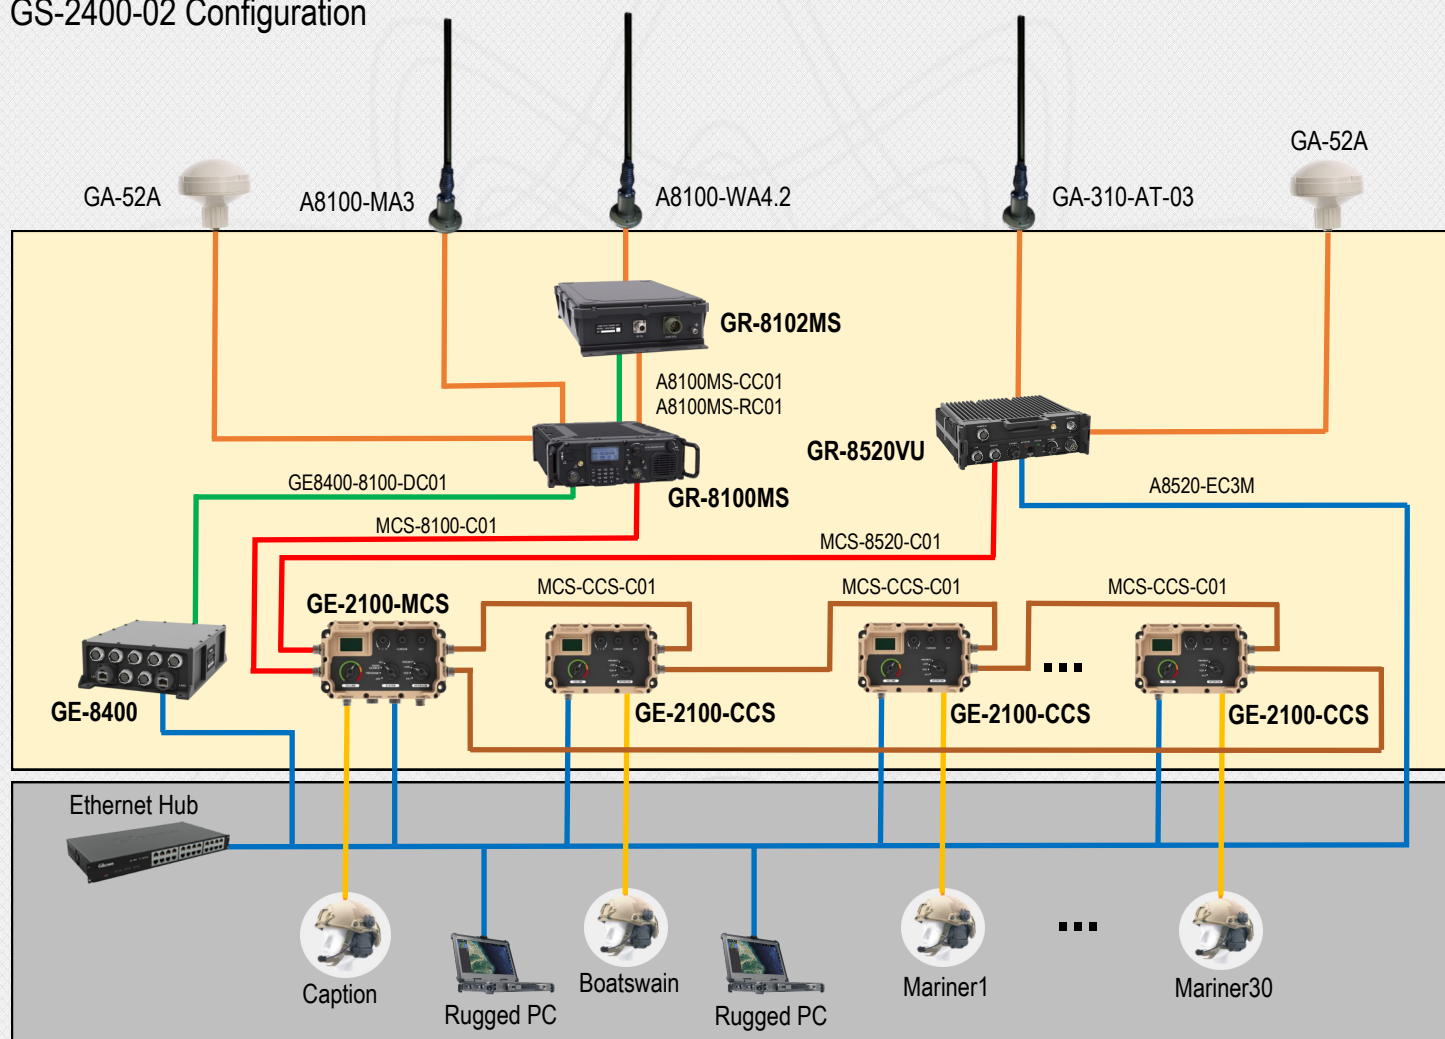 GS-2400-02 Configuration
GA-52A
GA-52A
A8100-MA3
A8100-WA4.2
GA-310-AT-03
GR-8102MS
A8100MS-CC01
A8100MS-RC01
GR-8520VU
GE8400-8100-DC01
GR-8100MS
A8520-EC3M
MCS-8100-C01
MCS-8520-C01
GE-2100-MCS
MCS-CCS-C01
MCS-CCS-C01
MCS-CCS-C01
GE-8400
GE-2100-CCS
GE-2100-CCS
GE-2100-CCS
Ethernet Hub
Caption
Rugged PC
Boatswain
Rugged PC
Mariner1
Mariner30